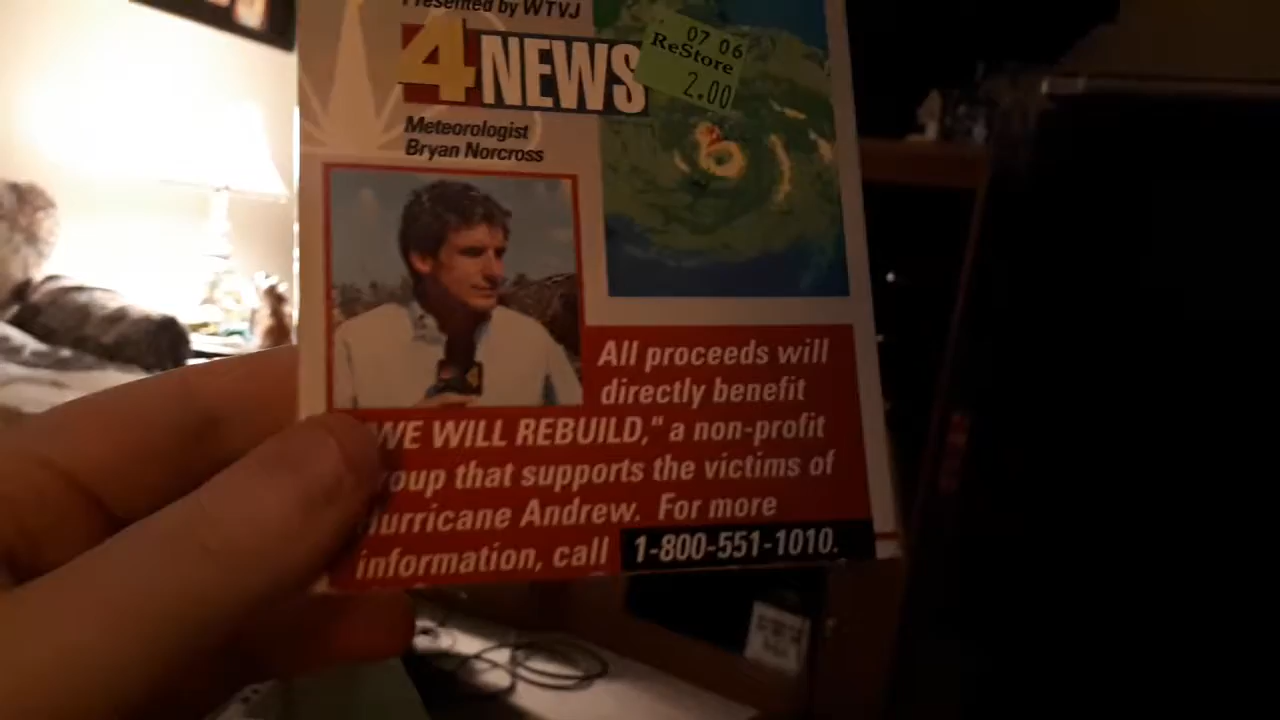 Presented by WTVJ
4 NEWS
07 06
ReStore
2.00
Meteorologist
Bryan Norcross
All proceeds will
directly benefit
"WE WILL REBUILD," a non-profit
roup that supports the victims of
Hurricane Andrew. For more
information, call 1-800-551-1010.